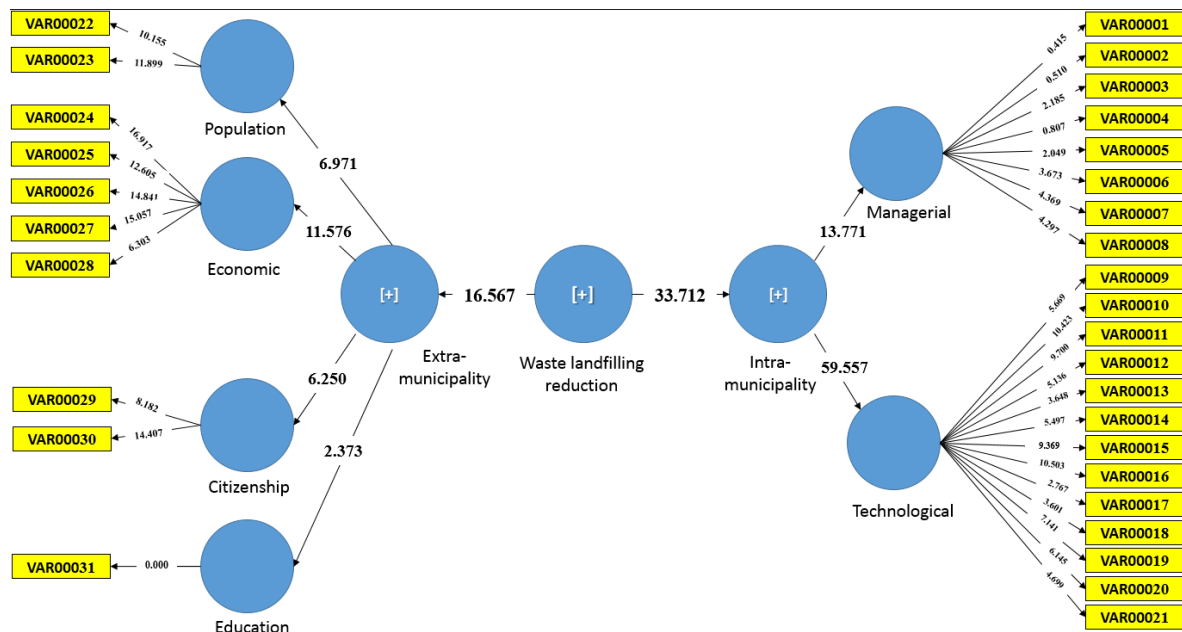 VAR00022
10.155
VAR00023
11.899
Population
VAR00024
16.917
VAR00025
12.605
VAR00026
14.841
VAR00027
15.057
VAR00028
6.303
Economic
6.971
11.576
[+]
Extra-
municipality
16.567
[+]
Waste landfilling
reduction
33.712
[+]
Intra-
municipality
6.250
2.373
VAR00029
8.182
VAR00030
14.407
Citizenship
VAR00031
0.000
Education
13.771
59.557
Managerial
0.415
VAR00001
0.510
VAR00002
2.185
VAR00003
0.807
VAR00004
2.049
VAR00005
3.673
VAR00006
4.369
VAR00007
4.297
VAR00008
Technological
5.669
VAR00009
10.423
VAR00010
9.700
VAR00011
5.136
VAR00012
3.648
VAR00013
5.497
VAR00014
9.369
VAR00015
10.503
VAR00016
2.767
VAR00017
3.601
VAR00018
7.141
VAR00019
6.145
VAR00020
4.699
VAR00021